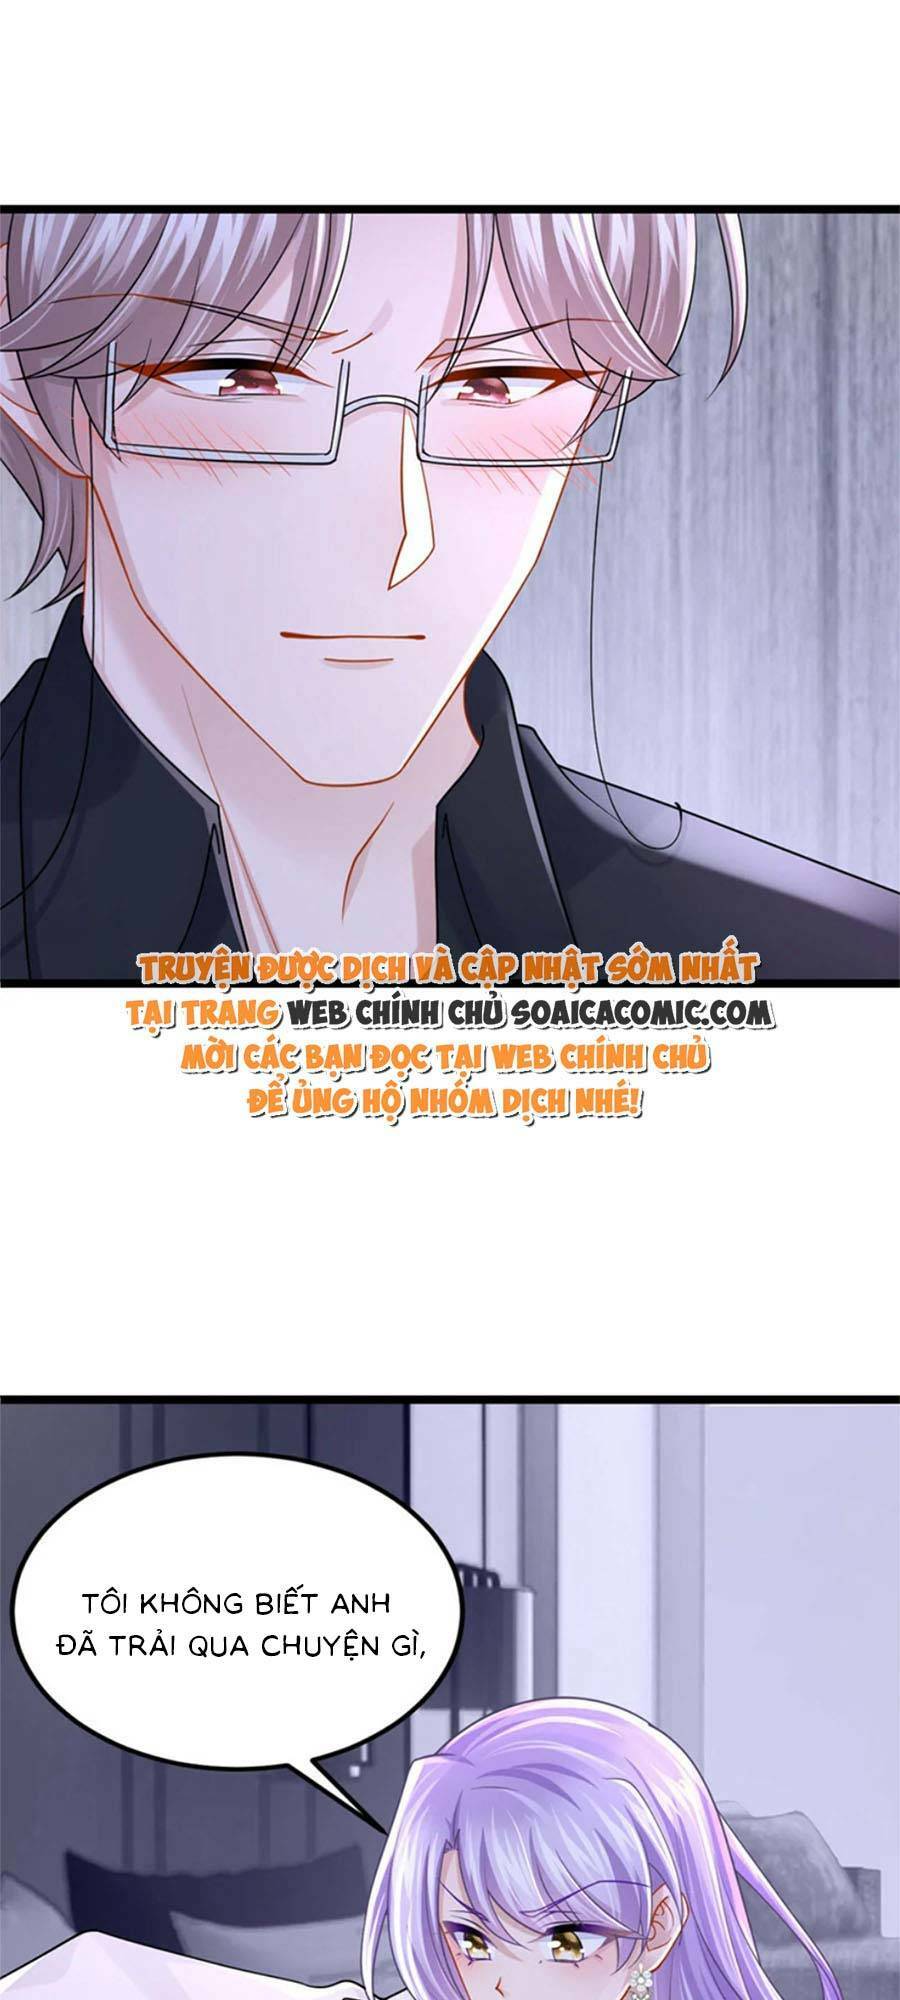 TRUYỆN ĐƯỢC DỊCH VÀ CẬP NHẬT SỚM NHẤT
TẠI TRANG WEB CHÍNH CHỦ SOAICACOMIC.COM
MỜI CÁC BẠN ĐỌC TẠI WEB CHÍNH CHỦ
ĐỂ ỦNG HỘ NHÓM DỊCH NHÉ!
TÔI KHÔNG BIẾT ANH
ĐÃ TRẢI QUA CHUYỆN GÌ,